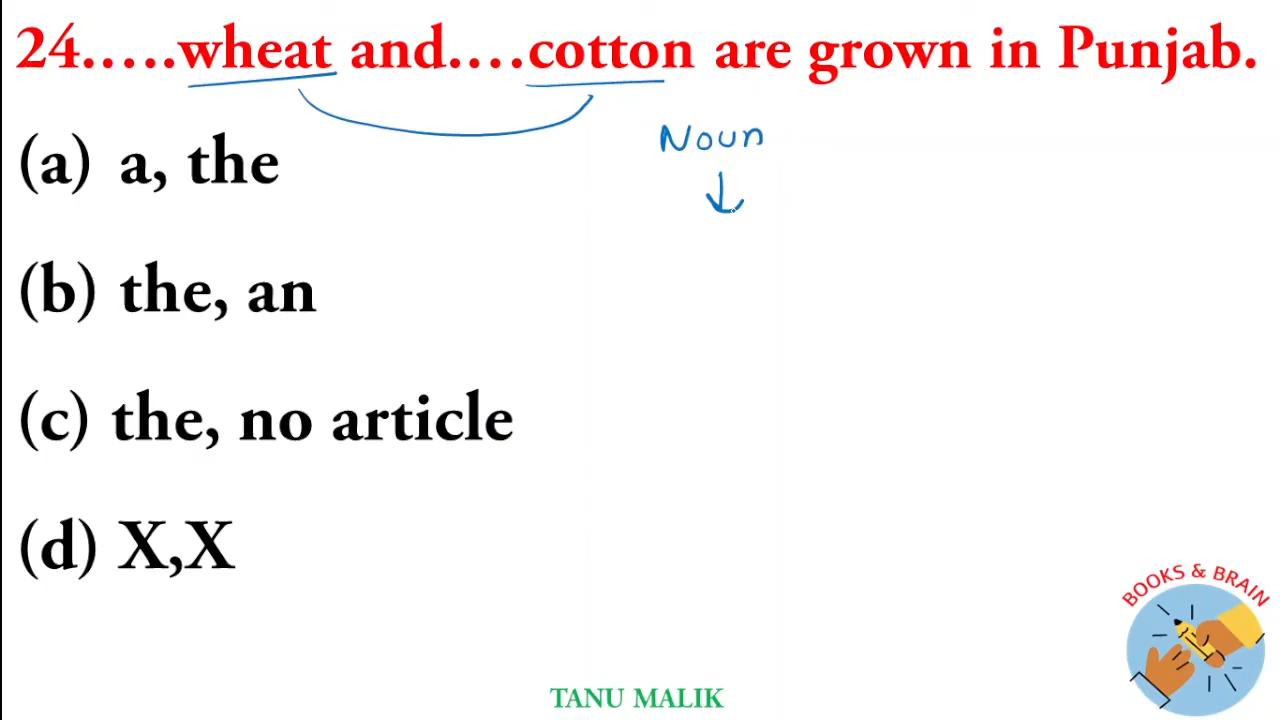 24.....wheat and....cotton are grown in Punjab.
Noun
(a) a, the
(b) the, an
(c) the, no article
(d) X,X
BOOKS & BRAIN
TANU MALIK